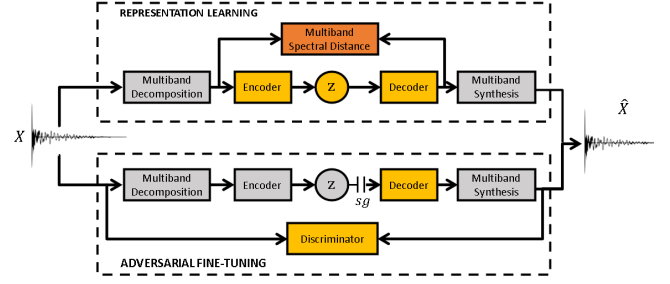 REPRESENTATION LEARNING
Multiband
Spectral Distance
Multiband
Decomposition
Encoder
Z
Decoder
Multiband
Synthesis
X
X̂
Multiband
Decomposition
Encoder
Z
sg
Decoder
Multiband
Synthesis
Discriminator
ADVERSARIAL FINE-TUNING